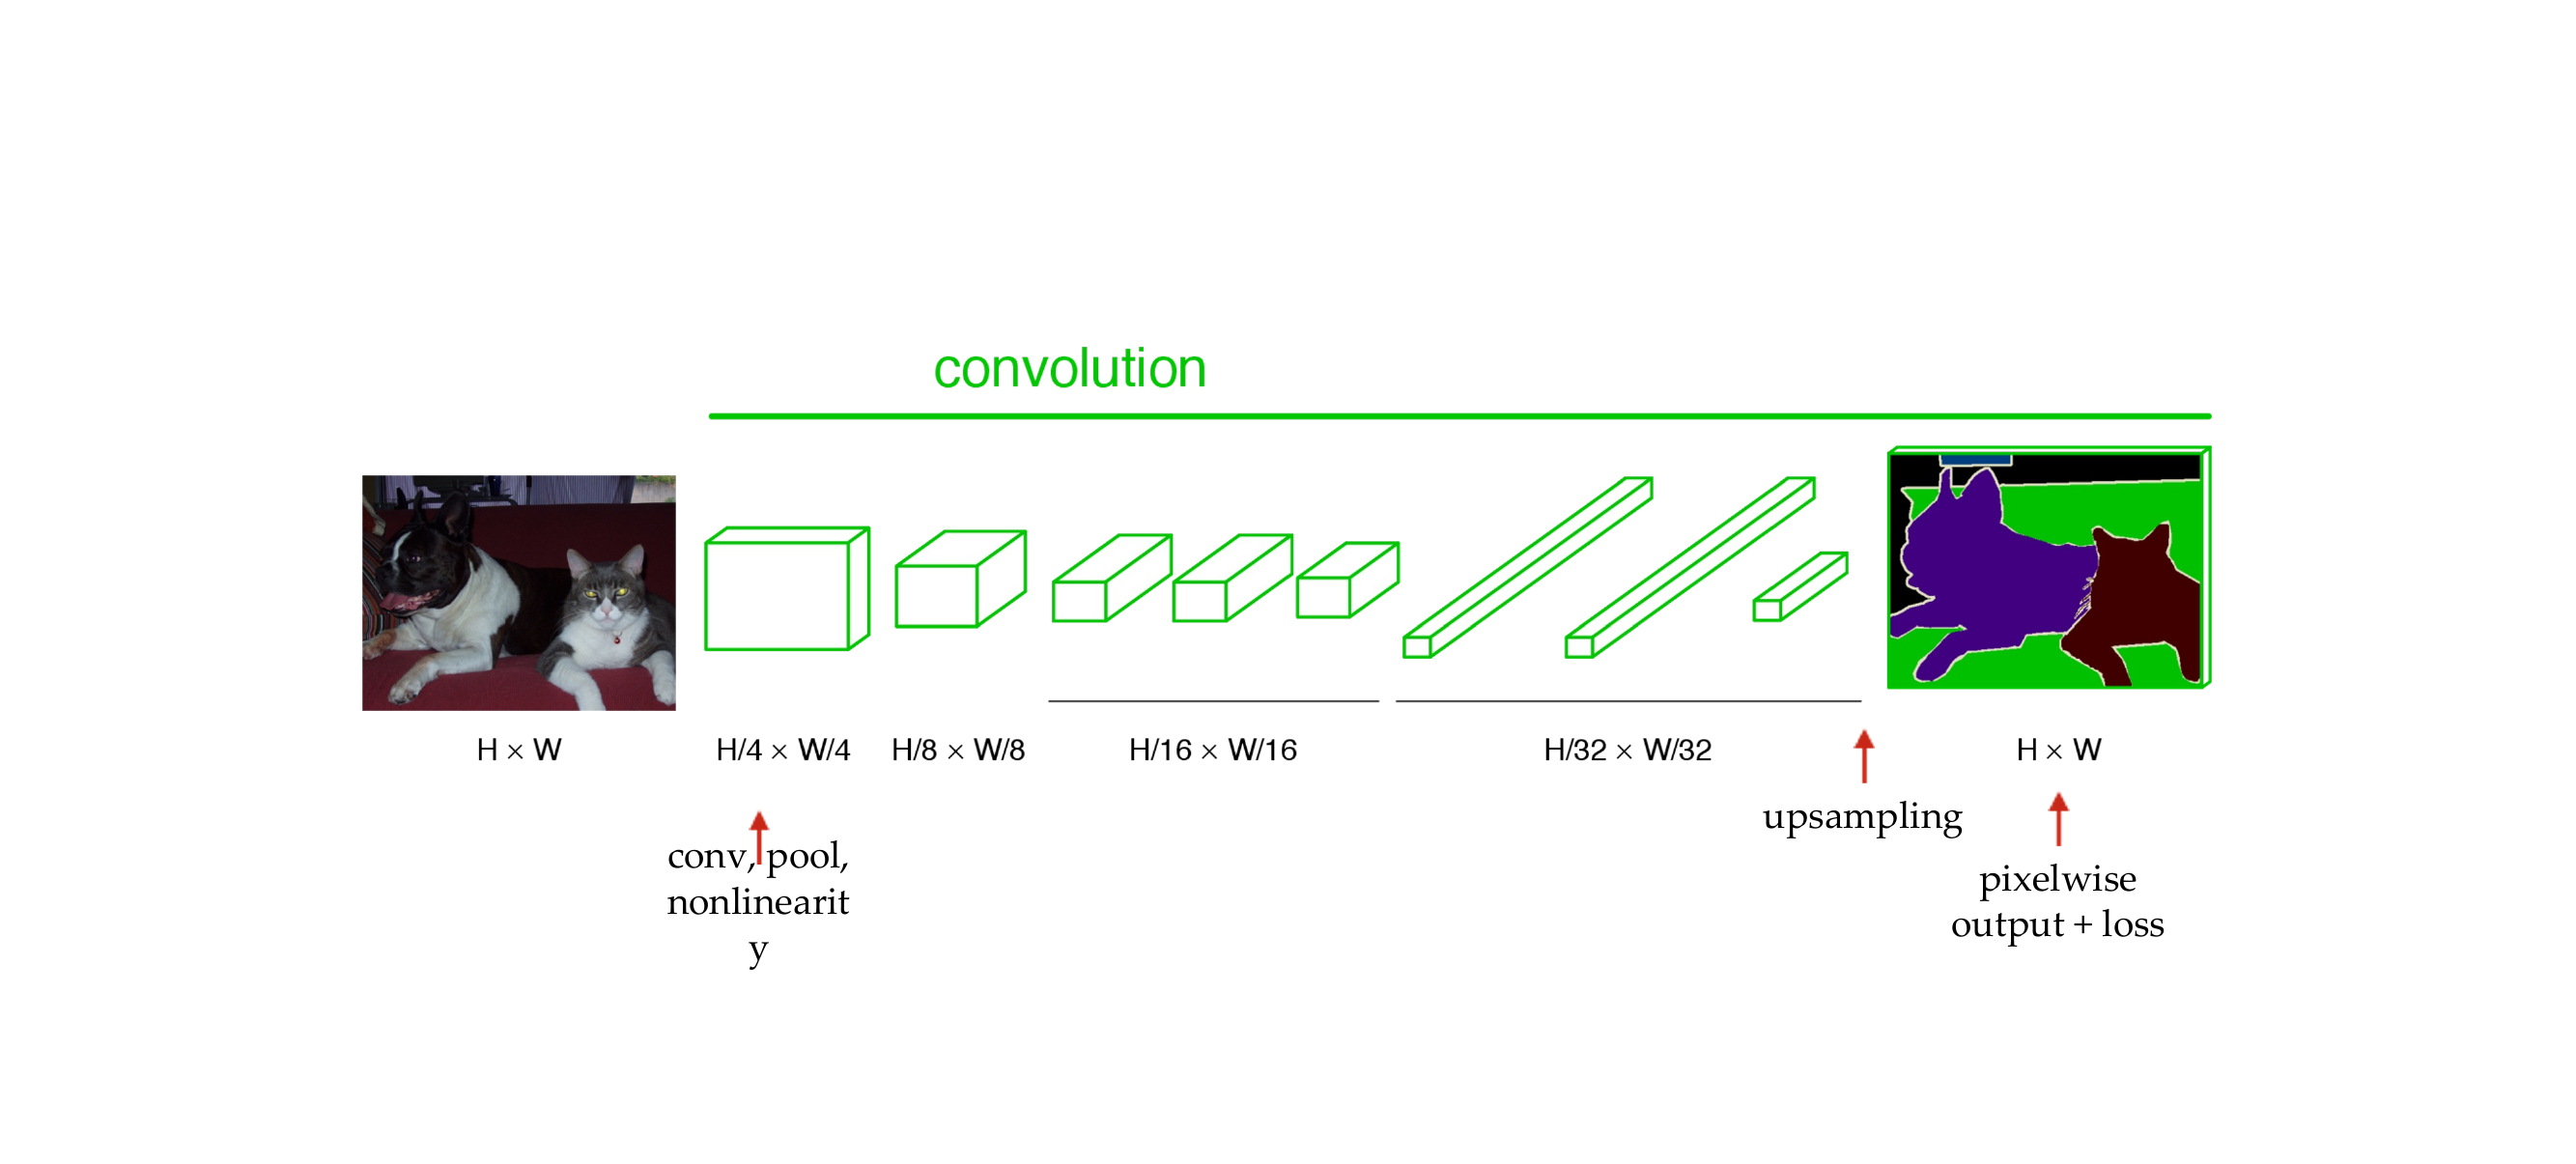 convolution
H × W
H/4 × W/4
H/8 × W/8
H/16 × W/16
H/32 × W/32
H × W
conv, pool,
nonlinearit
y
upsampling
pixelwise
output + loss